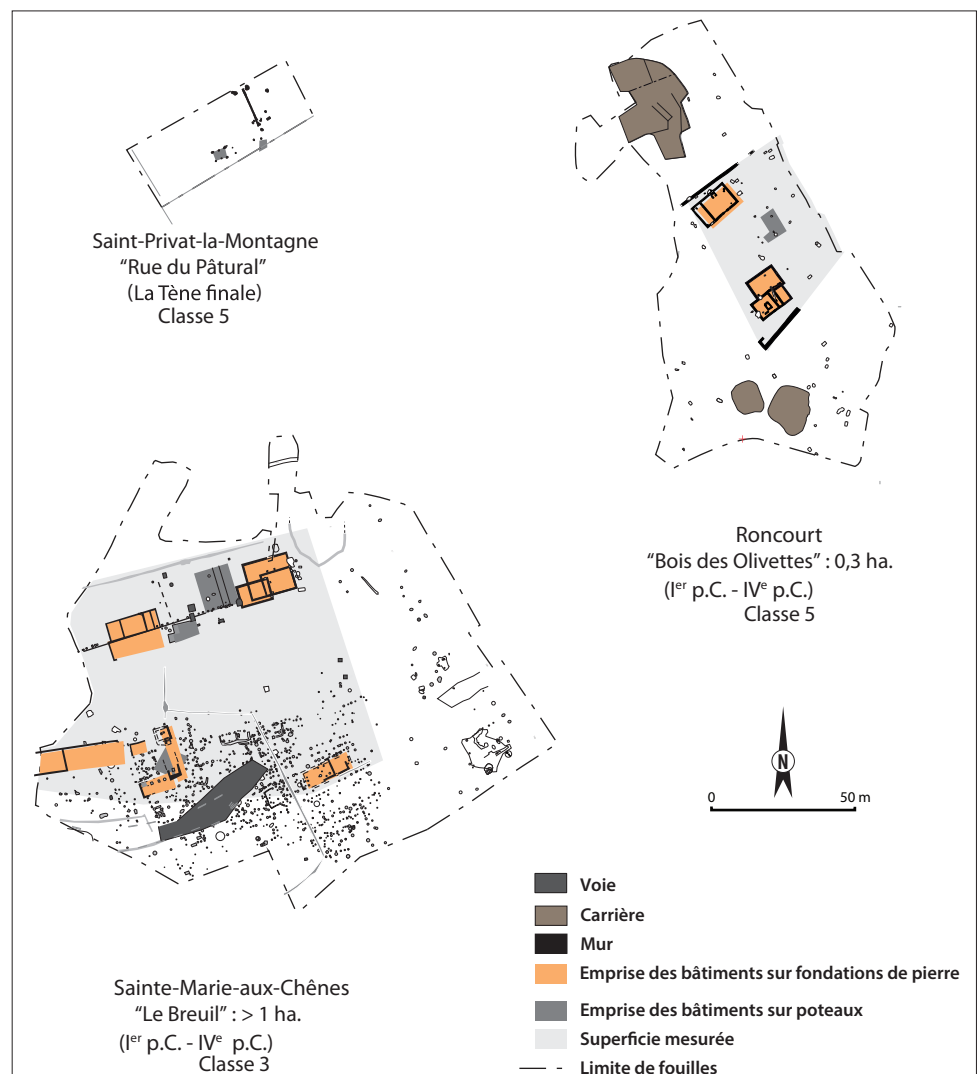 Saint-Privat-la-Montagne
“Rue du Pâtural”
(La Tène finale)
Classe 5
Roncourt
“Bois des Olivettes” : 0,3 ha.
(Ier p.C. - IVe p.C.)
Classe 5
N
0 50 m
Sainte-Marie-aux-Chênes
“Le Breuil” : > 1 ha.
(Ier p.C. - IVe p.C.)
Classe 3
Voie
Carrière
Mur
Emprise des bâtiments sur fondations de pierre
Emprise des bâtiments sur poteaux
Superficie mesurée
Limite de fouilles